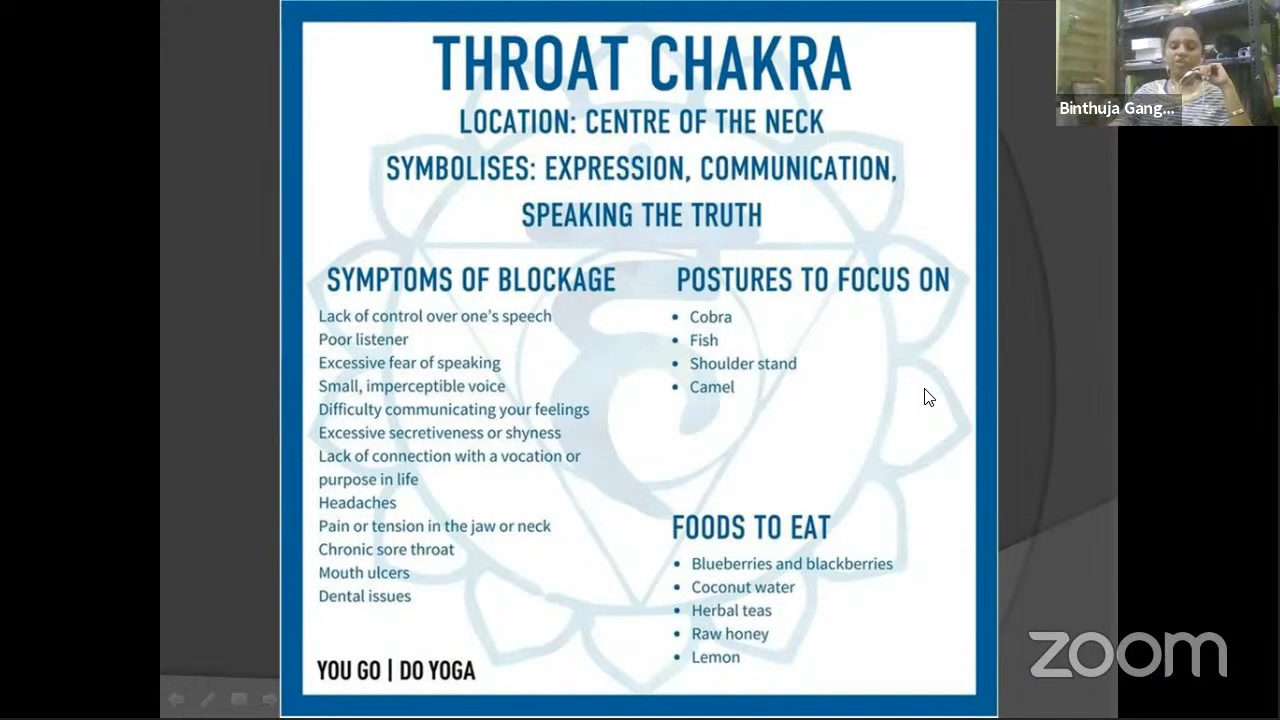 THROAT CHAKRA
LOCATION: CENTRE OF THE NECK
SYMBOLISES: EXPRESSION, COMMUNICATION,
SPEAKING THE TRUTH
SYMPTOMS OF BLOCKAGE
Lack of control over one's speech
Poor listener
Excessive fear of speaking
Small, imperceptible voice
Difficulty communicating your feelings
Excessive secretiveness or shyness
Lack of connection with a vocation or
purpose in life
Headaches
Pain or tension in the jaw or neck
Chronic sore throat
Mouth ulcers
Dental issues
YOU GO | DO YOGA
POSTURES TO FOCUS ON
• Cobra
• Fish
• Shoulder stand
• Camel
FOODS TO EAT
• Blueberries and blackberries
• Coconut water
• Herbal teas
• Raw honey
• Lemon
Binthuja Gang...
zoom